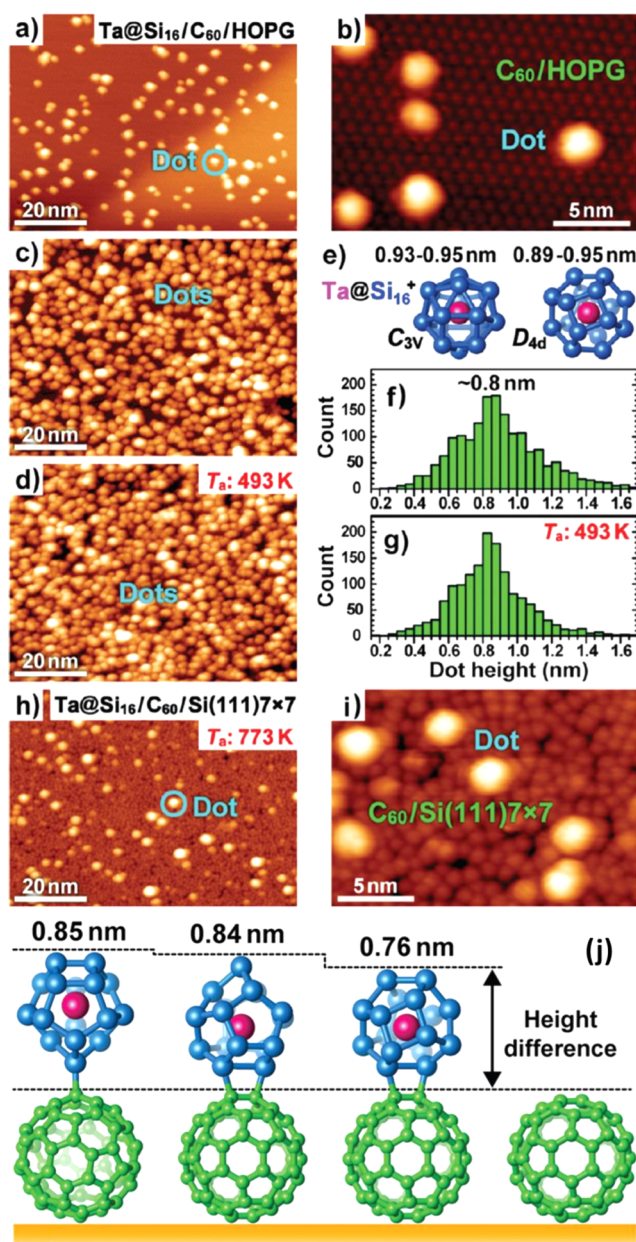 a) Ta@Si₁₆/C₆₀/HOPG
Dot
20 nm
b)
C₆₀/HOPG
Dot
5 nm
c)
Dots
20 nm
d) Tₐ: 493 K
Dots
20 nm
e) 0.93-0.95nm 0.89-0.95nm
Ta@Si₁₆⁺
C₃ᵥ D₄d
f) ~0.8 nm
Count
200
150
100
50
0
0.2 0.4 0.6 0.8 1.0 1.2 1.4 1.6
g) Tₐ: 493 K
Count
200
150
100
50
0
0.2 0.4 0.6 0.8 1.0 1.2 1.4 1.6
Dot height (nm)
h) Ta@Si₁₆/C₆₀/Si(111)7×7
Tₐ: 773 K
Dot
20 nm
i)
Dot
C₆₀/Si(111)7×7
5 nm
(j)
0.85 nm 0.84 nm 0.76 nm
Height
difference